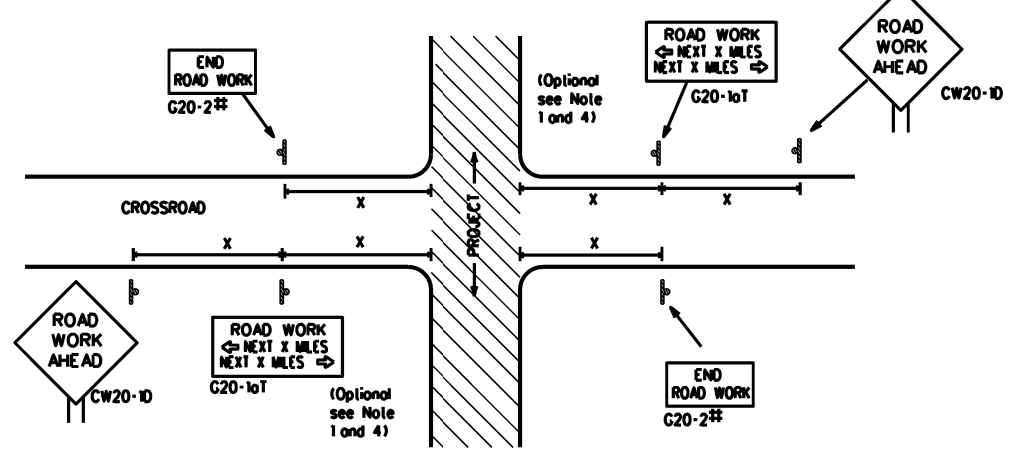 ROAD WORK
⇦ NEXT X MILES
NEXT X MILES ⇨
G20-1aT
ROAD
WORK
AHEAD
CW20-1D
END
ROAD WORK
G20-2#
(Optional
see Note
1 and 4)
X
X
X
CROSSROAD
PROJECT
X
X
X
ROAD
WORK
AHEAD
CW20-1D
ROAD WORK
⇦ NEXT X MILES
NEXT X MILES ⇨
G20-1aT
(Optional
see Note
1 and 4)
END
ROAD WORK
G20-2#